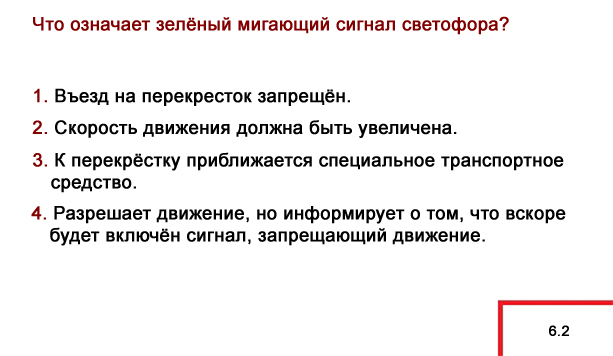 Что означает зелёный мигающий сигнал светофора?
1. Въезд на перекресток запрещён.
2. Скорость движения должна быть увеличена.
3. К перекрёстку приближается специальное транспортное
средство.
4. Разрешает движение, но информирует о том, что вскоре
будет включён сигнал, запрещающий движение.
6.2